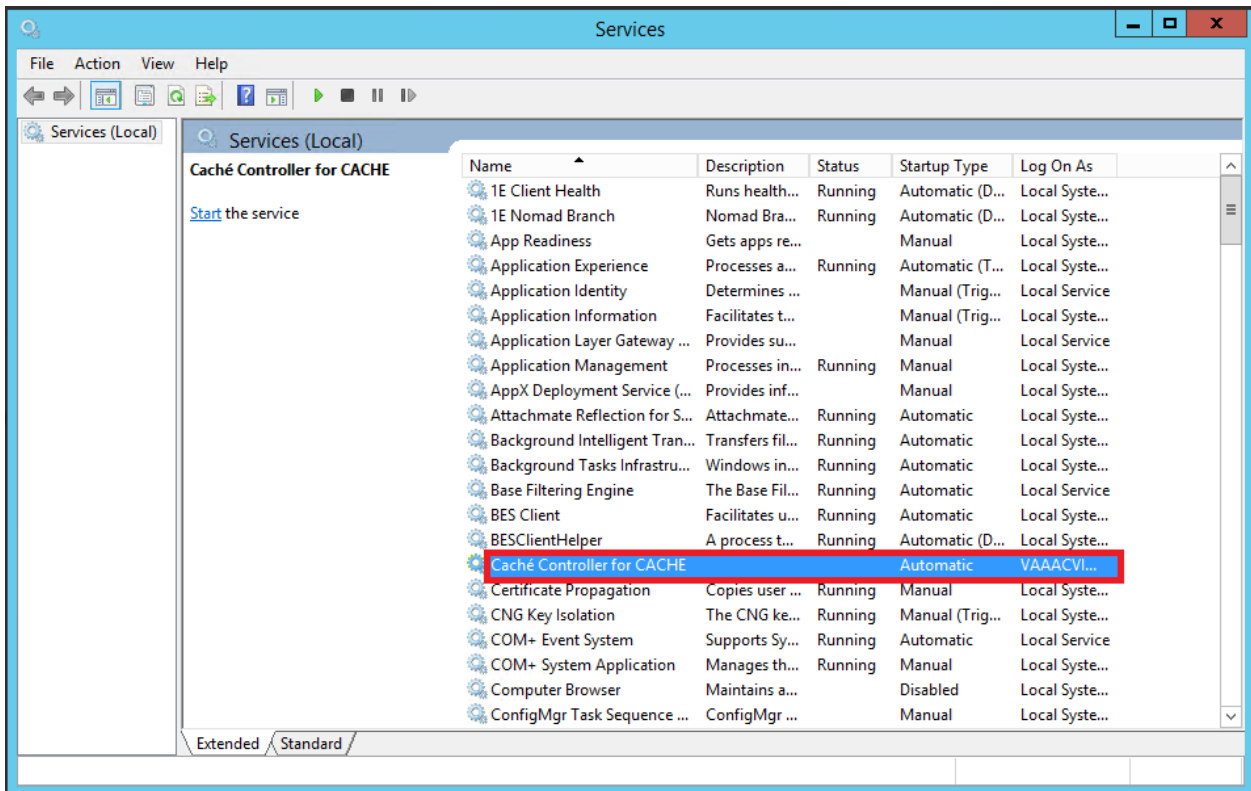 Services
File Action View Help
Services (Local)
Services (Local)
Caché Controller for CACHE
Start the service
Name Description Status Startup Type Log On As
1E Client Health Runs health... Running Automatic (D... Local Syste...
1E Nomad Branch Nomad Bra... Running Automatic (D... Local Syste...
App Readiness Gets apps re... Manual Local Syste...
Application Experience Processes a... Running Automatic (T... Local Syste...
Application Identity Determines ... Manual (Trig... Local Service
Application Information Facilitates t... Manual (Trig... Local Syste...
Application Layer Gateway ... Provides su... Manual Local Service
Application Management Processes in... Running Manual Local Syste...
AppX Deployment Service (... Provides inf... Manual Local Syste...
Attachmate Reflection for S... Attachmate... Running Automatic Local Syste...
Background Intelligent Tran... Transfers fil... Running Automatic Local Syste...
Background Tasks Infrastru... Windows in... Running Automatic Local Syste...
Base Filtering Engine The Base Fil... Running Automatic Local Service
BES Client Facilitates u... Running Automatic Local Syste...
BESClientHelper A process t... Running Automatic (D... Local Syste...
Caché Controller for CACHE Automatic VAAACVI...
Certificate Propagation Copies user ... Running Manual Local Syste...
CNG Key Isolation The CNG ke... Running Manual (Trig... Local Syste...
COM+ Event System Supports Sy... Running Automatic Local Service
COM+ System Application Manages th... Running Manual Local Syste...
Computer Browser Maintains a... Disabled Local Syste...
ConfigMgr Task Sequence ... ConfigMgr ... Manual Local Syste...
Extended Standard